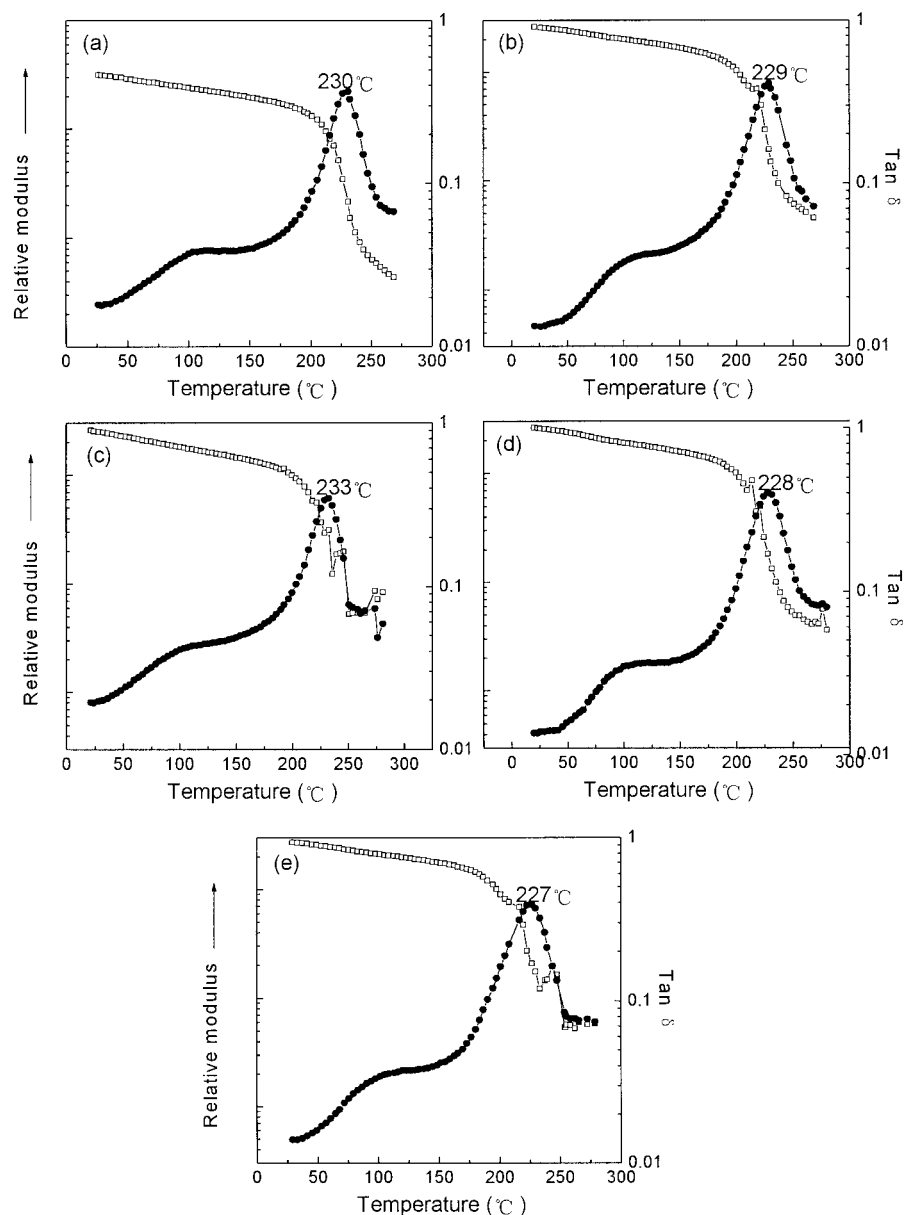 (a)
230℃
1
0.1
0.01
Relative modulus
0 50 100 150 200 250 300
Temperature (℃)
(b)
229℃
1
0.1
0.01
Tan δ
0 50 100 150 200 250 300
Temperature (℃)
(c)
233℃
1
0.1
0.01
Relative modulus
0 50 100 150 200 250 300
Temperature (℃)
(d)
228℃
1
0.1
0.01
Tan δ
0 50 100 150 200 250 300
Temperature (℃)
(e)
227℃
1
0.1
0.01
Relative modulus
Tan δ
0 50 100 150 200 250 300
Temperature (℃)